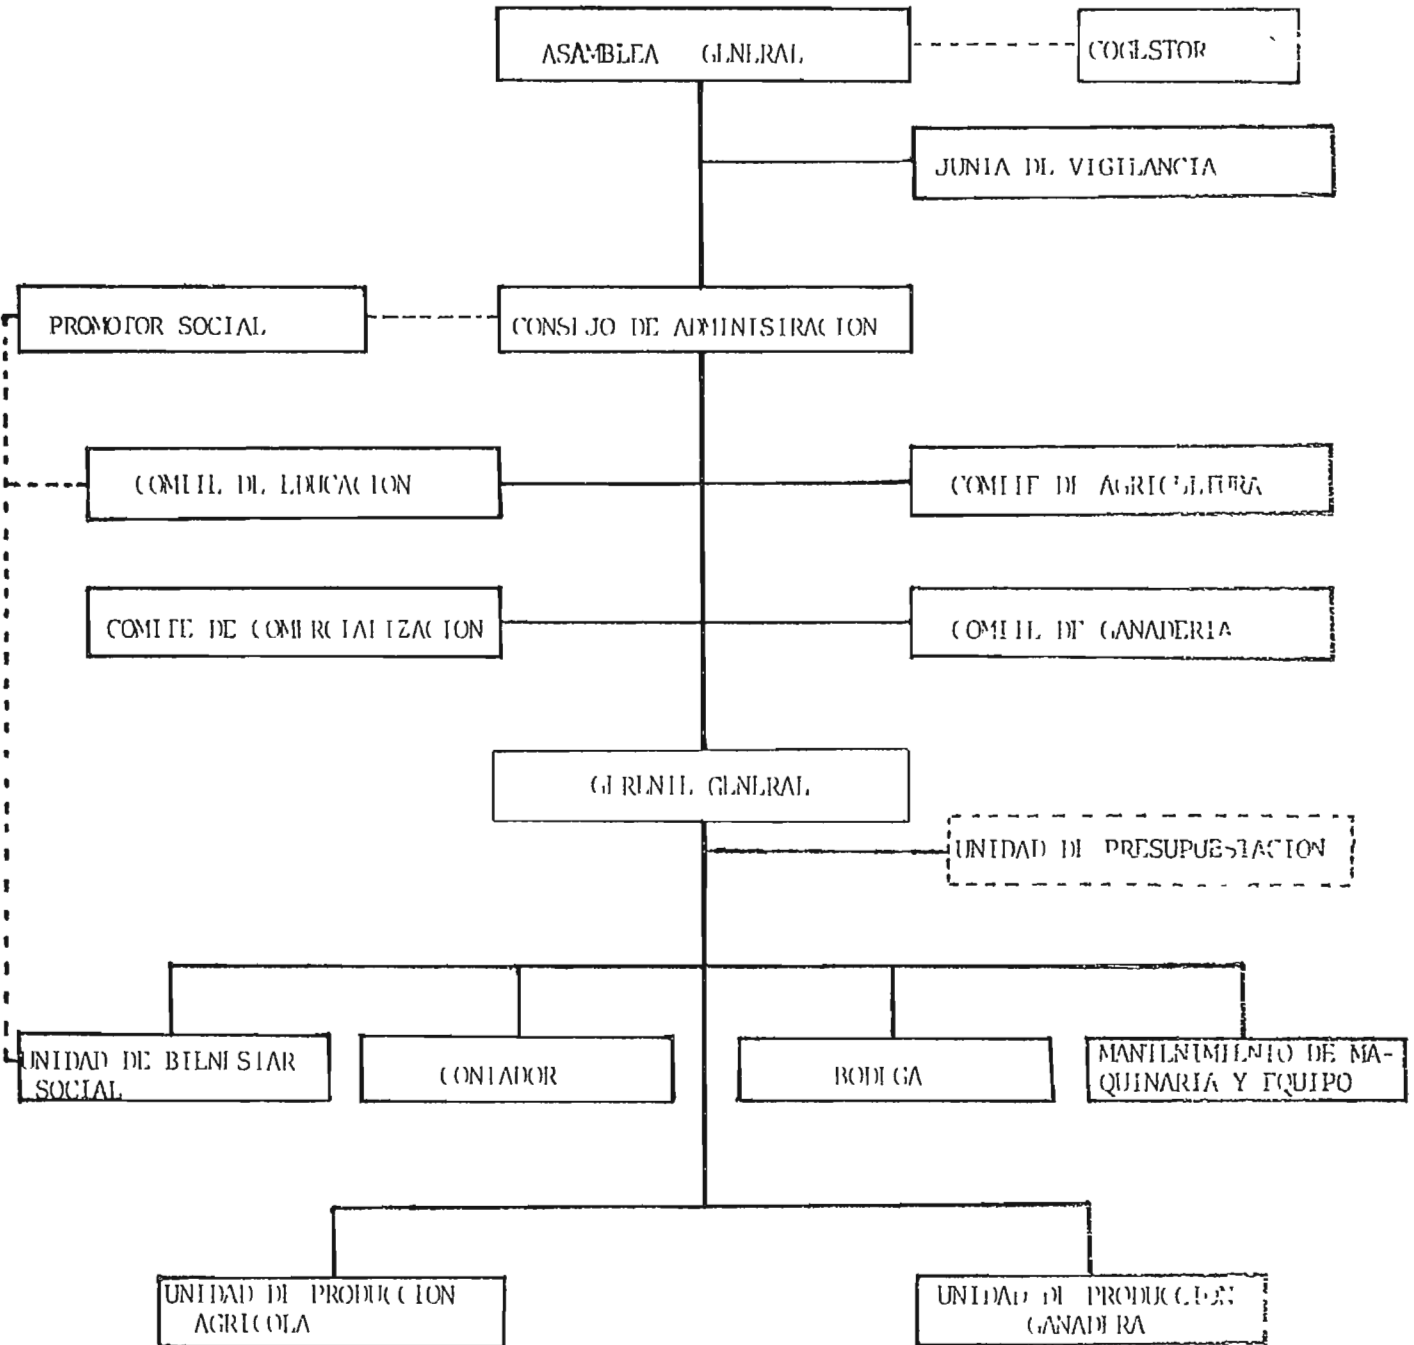 ASAMBLEA GENERAL
COGESTOR
JUNTA DE VIGILANCIA
PROMOTOR SOCIAL
CONSEJO DE ADMINISTRACION
COMITE DE EDUCACION
COMITE DE AGRICULTURA
COMITE DE COMERCIALIZACION
COMITE DE GANADERIA
GERENTE GENERAL
UNIDAD DE PRESUPUESTACION
UNIDAD DE BIENESTAR
SOCIAL
CONTADOR
BODEGA
MANTENIMIENTO DE MA-
QUINARIA Y EQUIPO
UNIDAD DE PRODUCCION
AGRICOLA
UNIDAD DE PRODUCCION
GANADERA